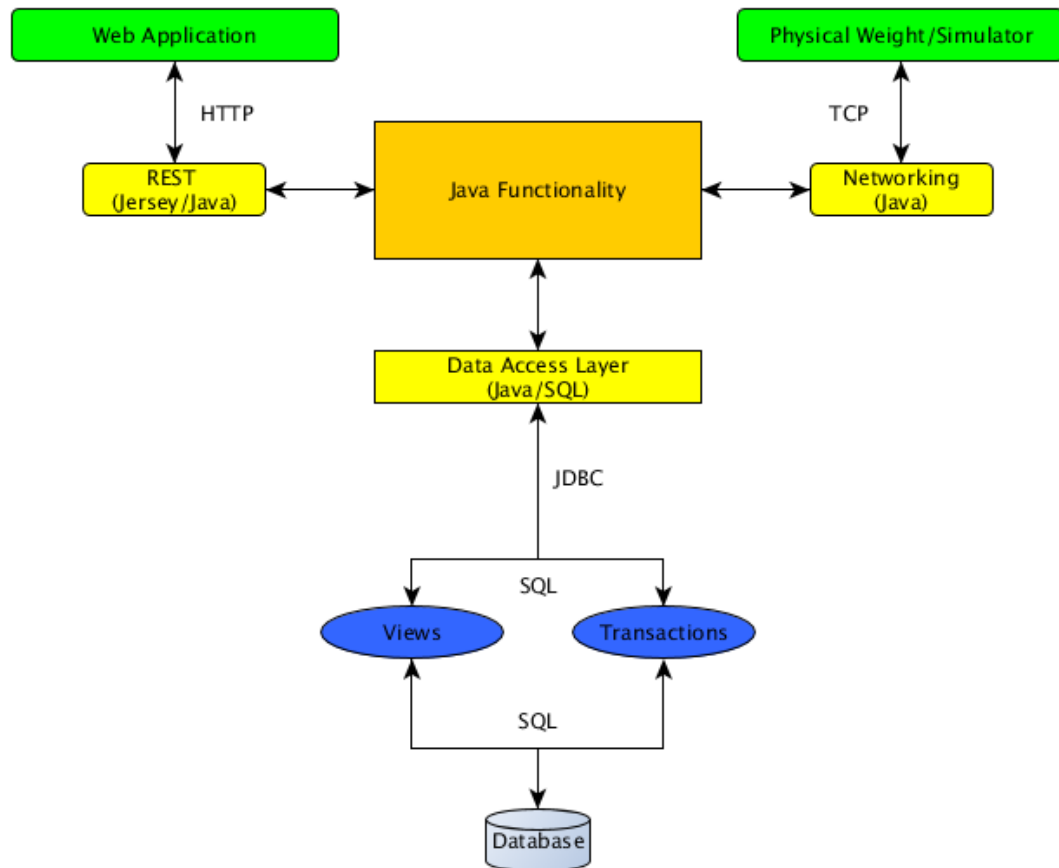 Web Application
Physical Weight/Simulator
HTTP
TCP
REST
(Jersey/Java)
Java Functionality
Networking
(Java)
Data Access Layer
(Java/SQL)
JDBC
SQL
Views
Transactions
SQL
Database